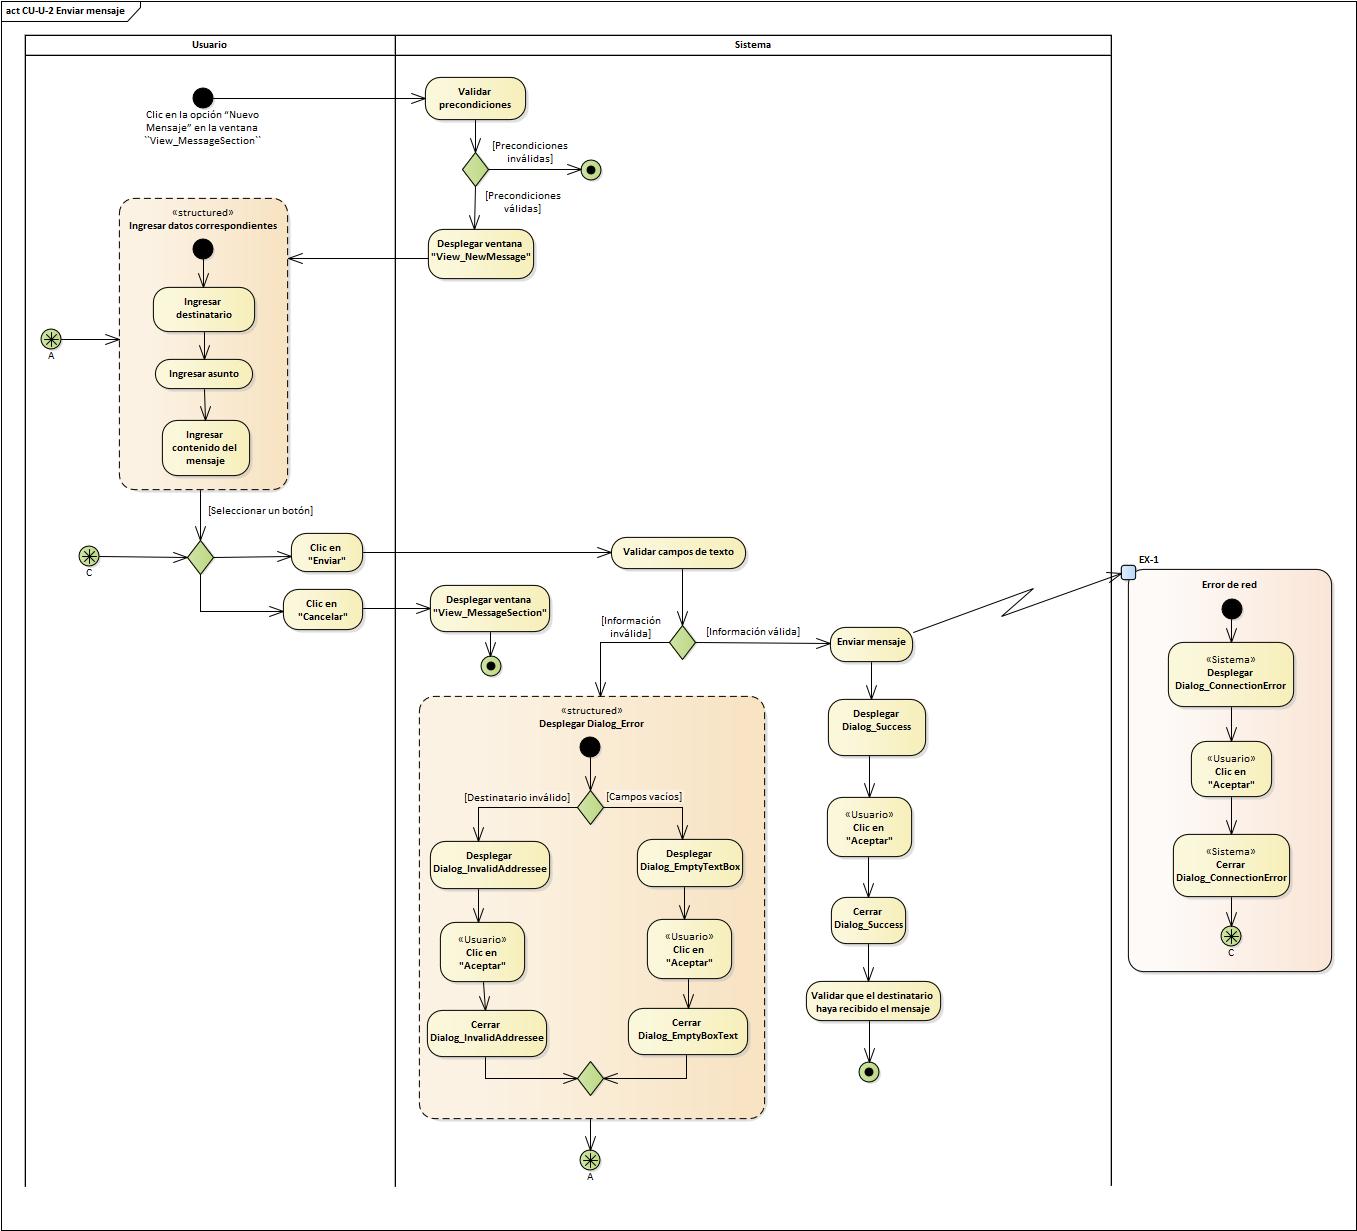 act CU-U-2 Enviar mensaje
Usuario
Sistema
Clic en la opción “Nuevo
Mensaje” en la ventana
``View_MessageSection``
Validar
precondiciones
[Precondiciones
inválidas]
[Precondiciones
válidas]
Desplegar ventana
"View_NewMessage"
«structured»
Ingresar datos correspondientes
Ingresar
destinatario
Ingresar asunto
Ingresar
contenido del
mensaje
A
[Seleccionar un botón]
C
Clic en
"Enviar"
Clic en
"Cancelar"
Validar campos de texto
Desplegar ventana
"View_MessageSection"
[Información
inválida]
[Información válida]
Enviar mensaje
«structured»
Desplegar Dialog_Error
[Destinatario inválido]
[Campos vacíos]
Desplegar
Dialog_InvalidAddressee
«Usuario»
Clic en
"Aceptar"
Cerrar
Dialog_InvalidAddressee
Desplegar
Dialog_EmptyTextBox
«Usuario»
Clic en
"Aceptar"
Cerrar
Dialog_EmptyBoxText
A
Desplegar
Dialog_Success
«Usuario»
Clic en
"Aceptar"
Cerrar
Dialog_Success
Validar que el destinatario
haya recibido el mensaje
EX-1
Error de red
«Sistema»
Desplegar
Dialog_ConnectionError
«Usuario»
Clic en
"Aceptar"
«Sistema»
Cerrar
Dialog_ConnectionError
C